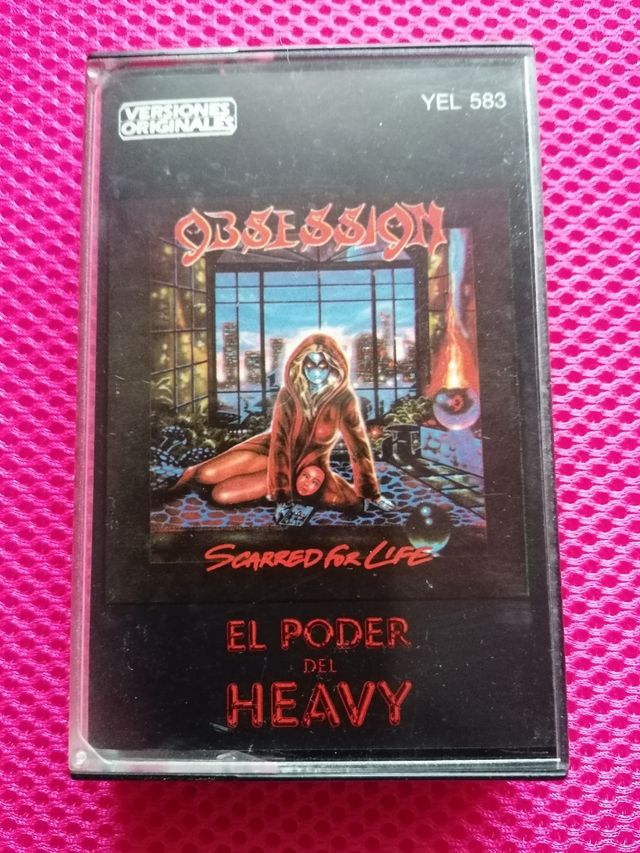 VERSIONES
ORIGINALES
YEL 583
OBSESSION
SCARRED FOR LIFE
EL PODER
DEL
HEAVY